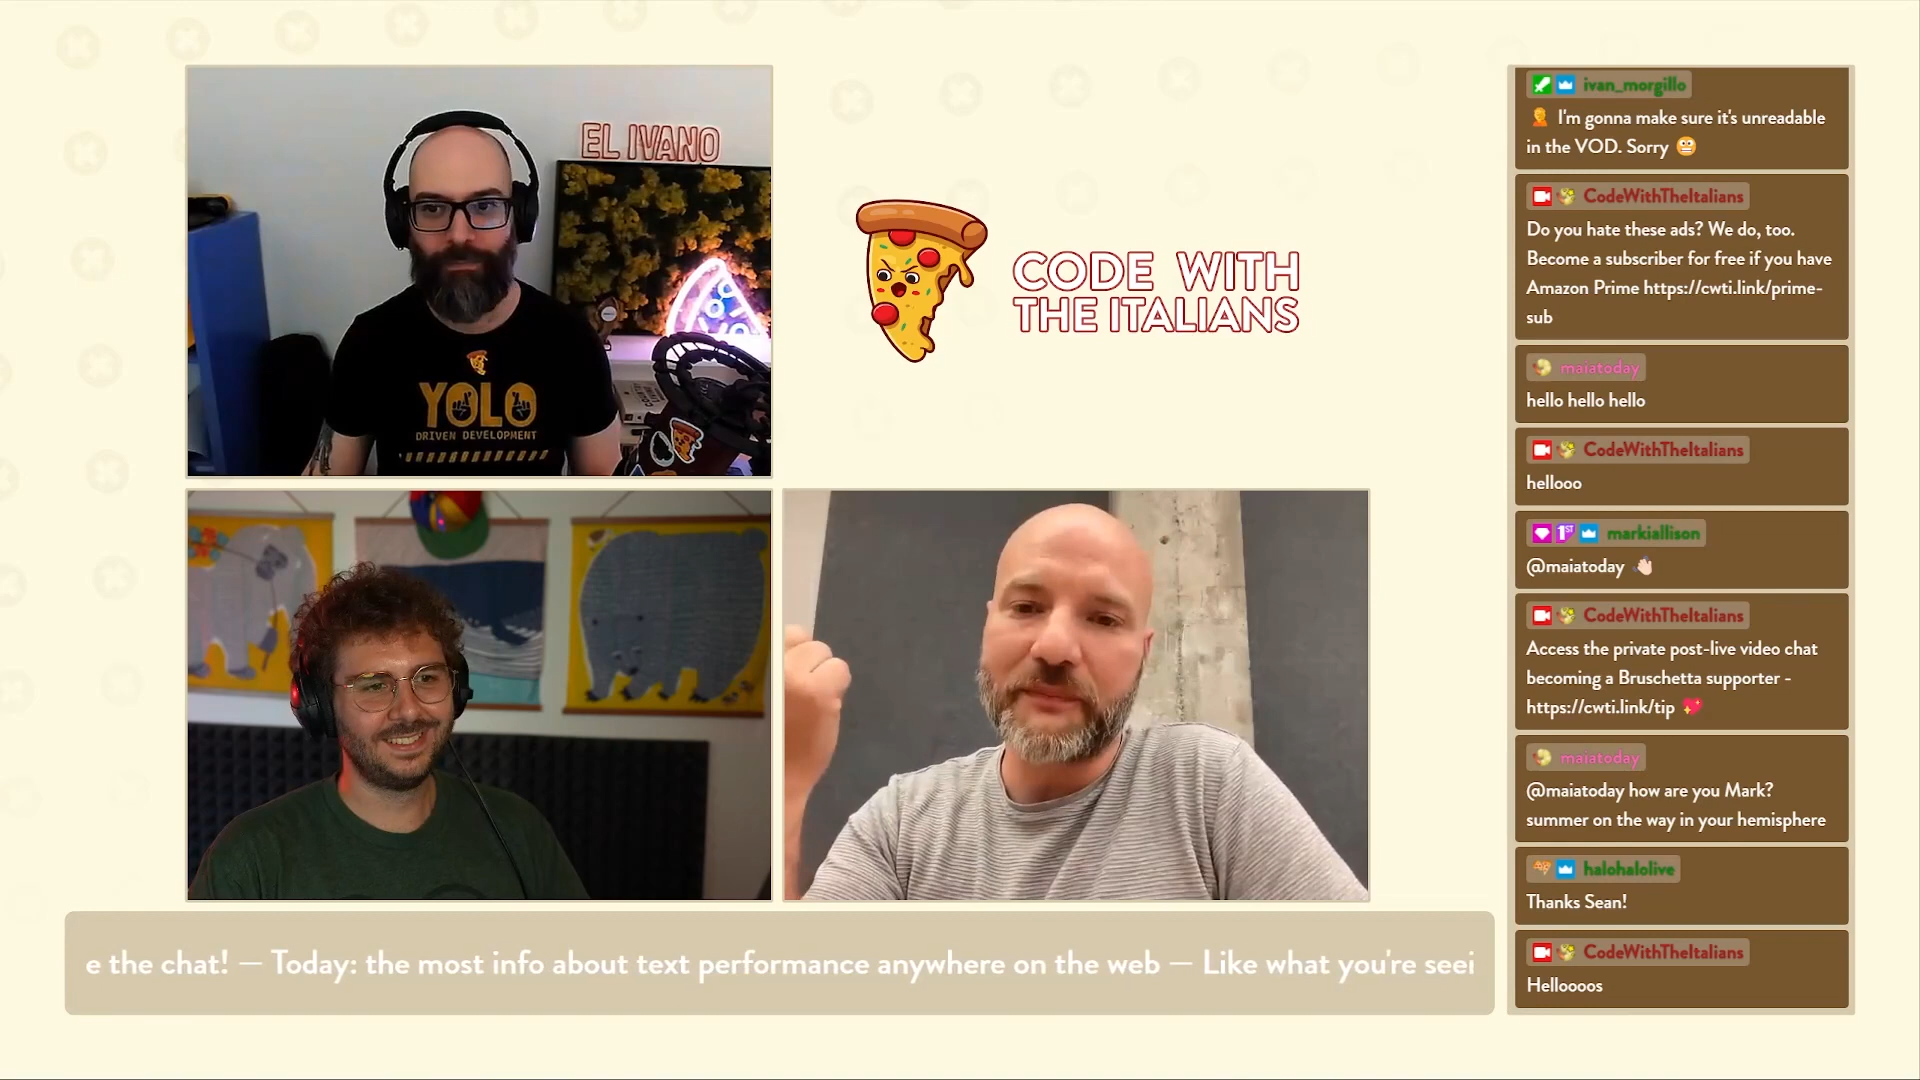 EL IVANO
YOLO
DRIVEN DEVELOPMENT
CODE WITH
THE ITALIANS
e the chat! — Today: the most info about text performance anywhere on the web — Like what you're seei
ivan_morgillo
🤦 I'm gonna make sure it's unreadable
in the VOD. Sorry 😬
CodeWithTheItalians
Do you hate these ads? We do, too.
Become a subscriber for free if you have
Amazon Prime https://cwti.link/prime-
sub
maiatoday
hello hello hello
CodeWithTheItalians
hellooo
1ST markiallison
@maiatoday 👋🏻
CodeWithTheItalians
Access the private post-live video chat
becoming a Bruschetta supporter -
https://cwti.link/tip 💖
maiatoday
@maiatoday how are you Mark?
summer on the way in your hemisphere
halohalolive
Thanks Sean!
CodeWithTheItalians
Helloooos